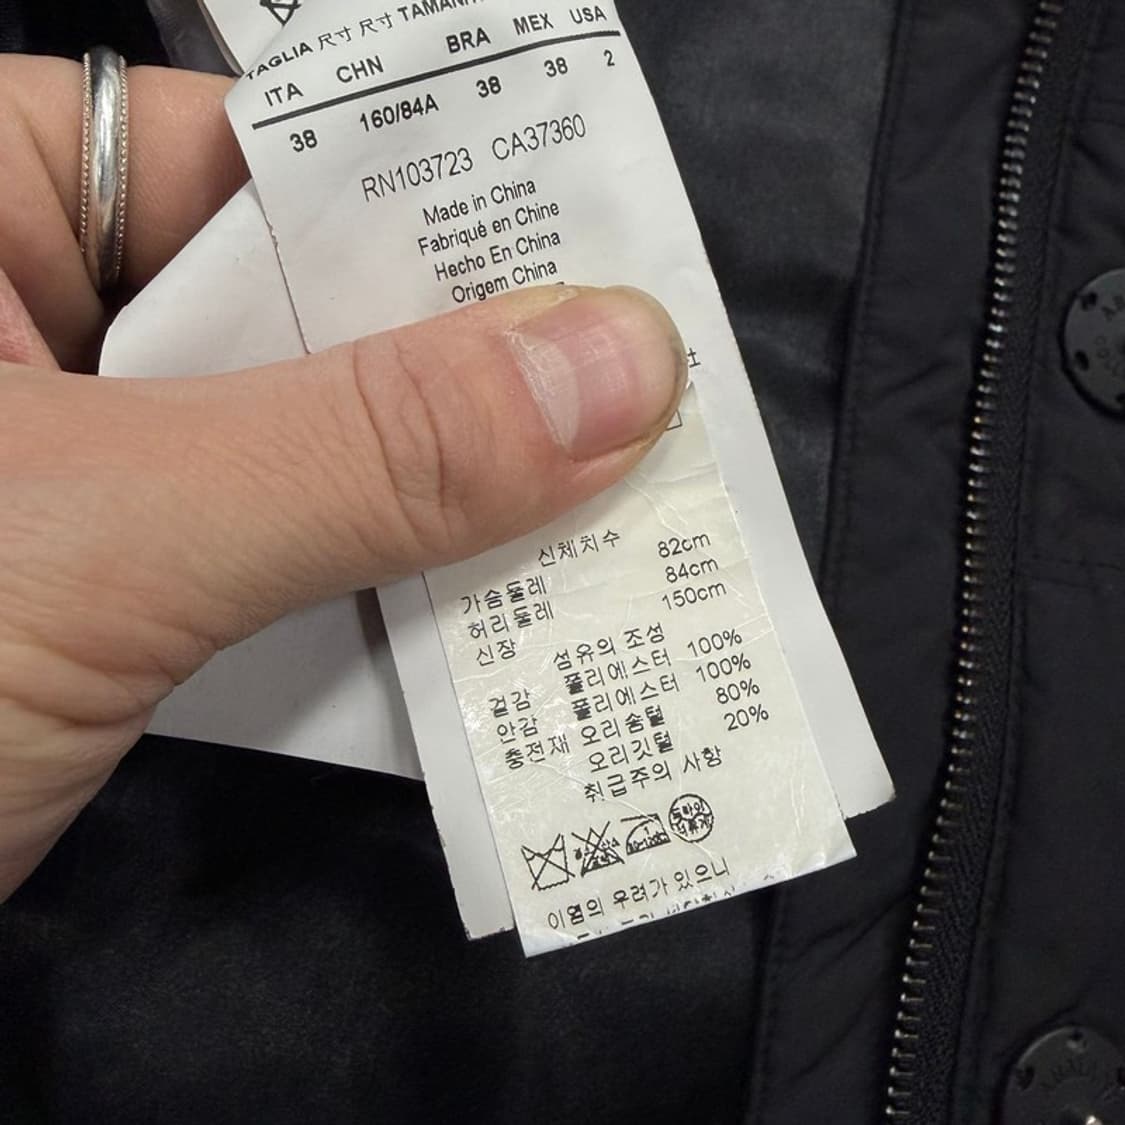 TAGLIA 尺寸 尺寸
ITA CHN BRA MEX USA
38 160/84A 38 38 2
RN103723 CA37360
Made in China
Fabriqué en Chine
Hecho En China
Origem China
신체치수
가슴둘레 82cm
허리둘레 84cm
신장 150cm
섬유의 조성
겉감 폴리에스터 100%
안감 폴리에스터 100%
충전재 오리솜털 80%
오리깃털 20%
취급주의 사항
드라이
이염의 우려가 있으니